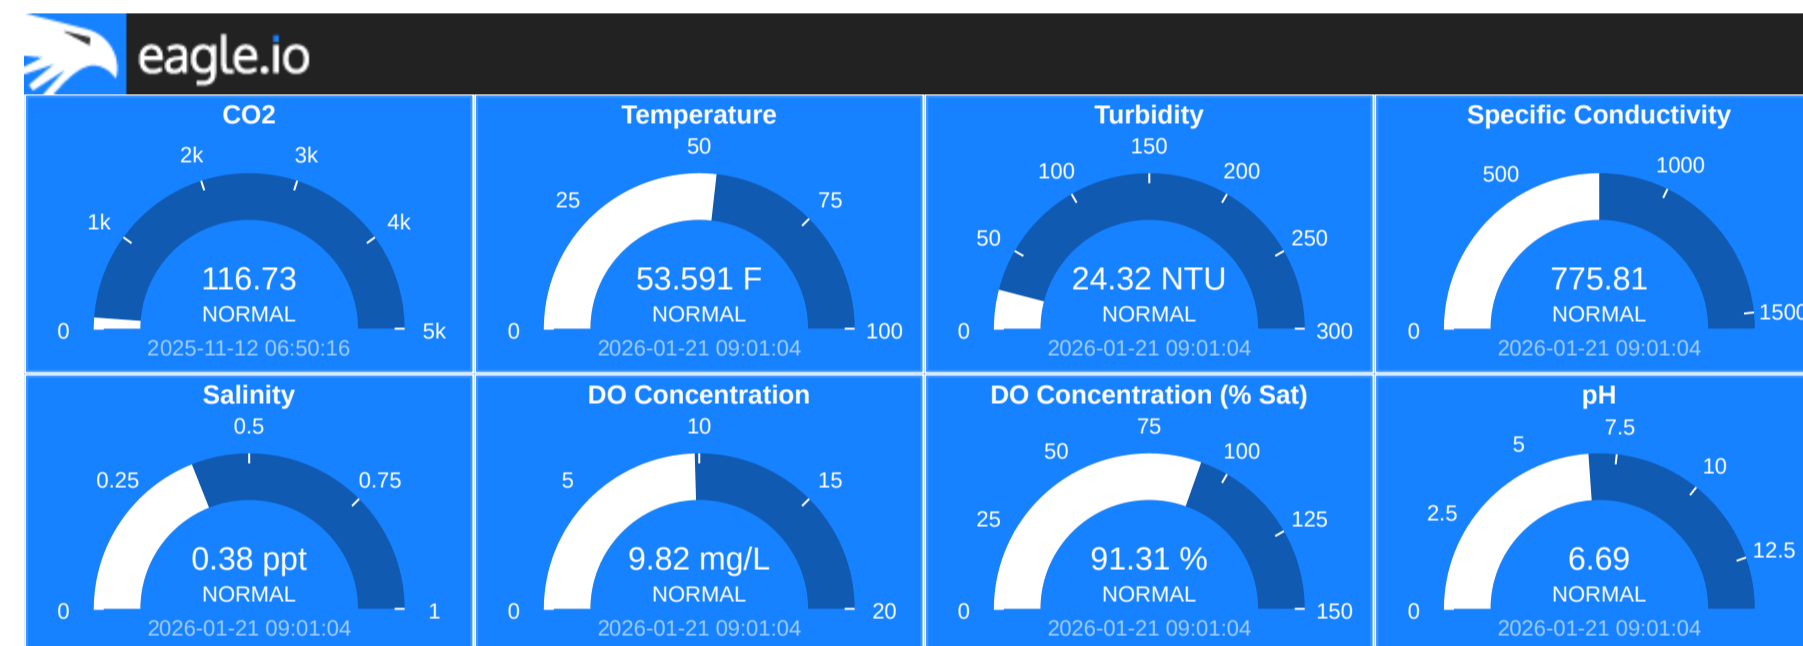 eagle.io
CO2
0
1k
2k
3k
4k
5k
116.73
NORMAL
2025-11-12 06:50:16
Temperature
0
25
50
75
100
53.591 F
NORMAL
2026-01-21 09:01:04
Turbidity
0
50
100
150
200
250
300
24.32 NTU
NORMAL
2026-01-21 09:01:04
Specific Conductivity
0
500
1000
1500
775.81
NORMAL
2026-01-21 09:01:04
Salinity
0
0.25
0.5
0.75
1
0.38 ppt
NORMAL
2026-01-21 09:01:04
DO Concentration
0
5
10
15
20
9.82 mg/L
NORMAL
2026-01-21 09:01:04
DO Concentration (% Sat)
0
25
50
75
100
125
150
91.31 %
NORMAL
2026-01-21 09:01:04
pH
0
2.5
5
7.5
10
12.5
6.69
NORMAL
2026-01-21 09:01:04